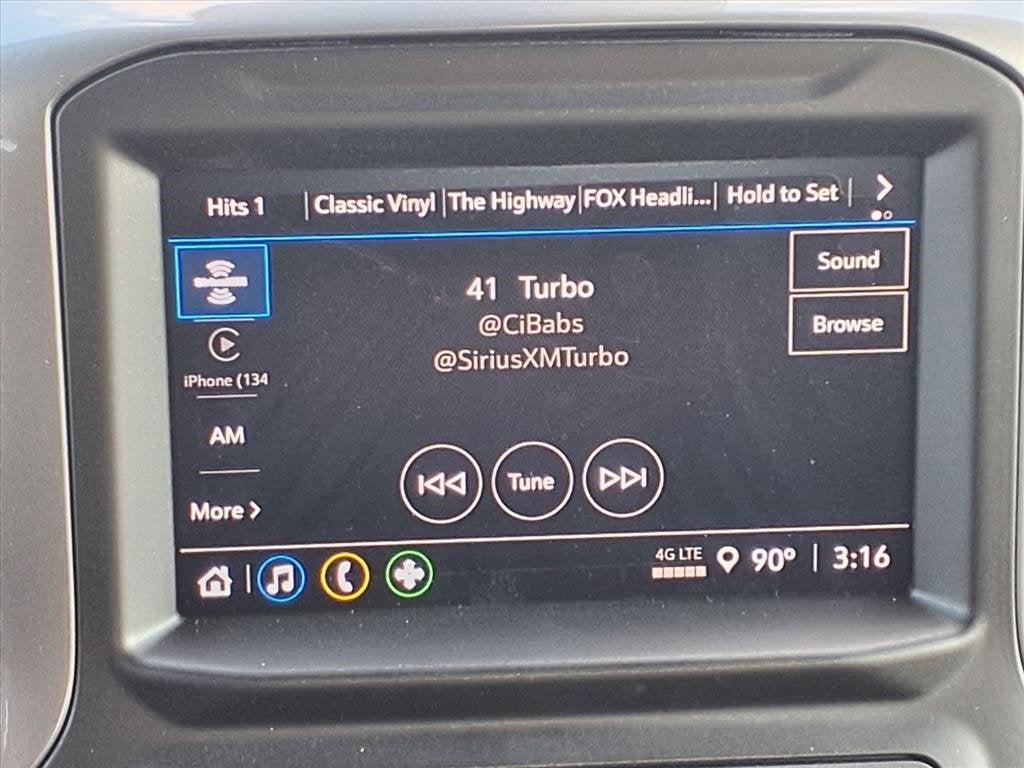 Hits 1 Classic Vinyl The Highway FOX Headli... Hold to Set
Sound
41 Turbo
@CiBabs
Browse
@SiriusXMTurbo
iPhone (134
AM
Tune
More
4G LTE 90° 3:16